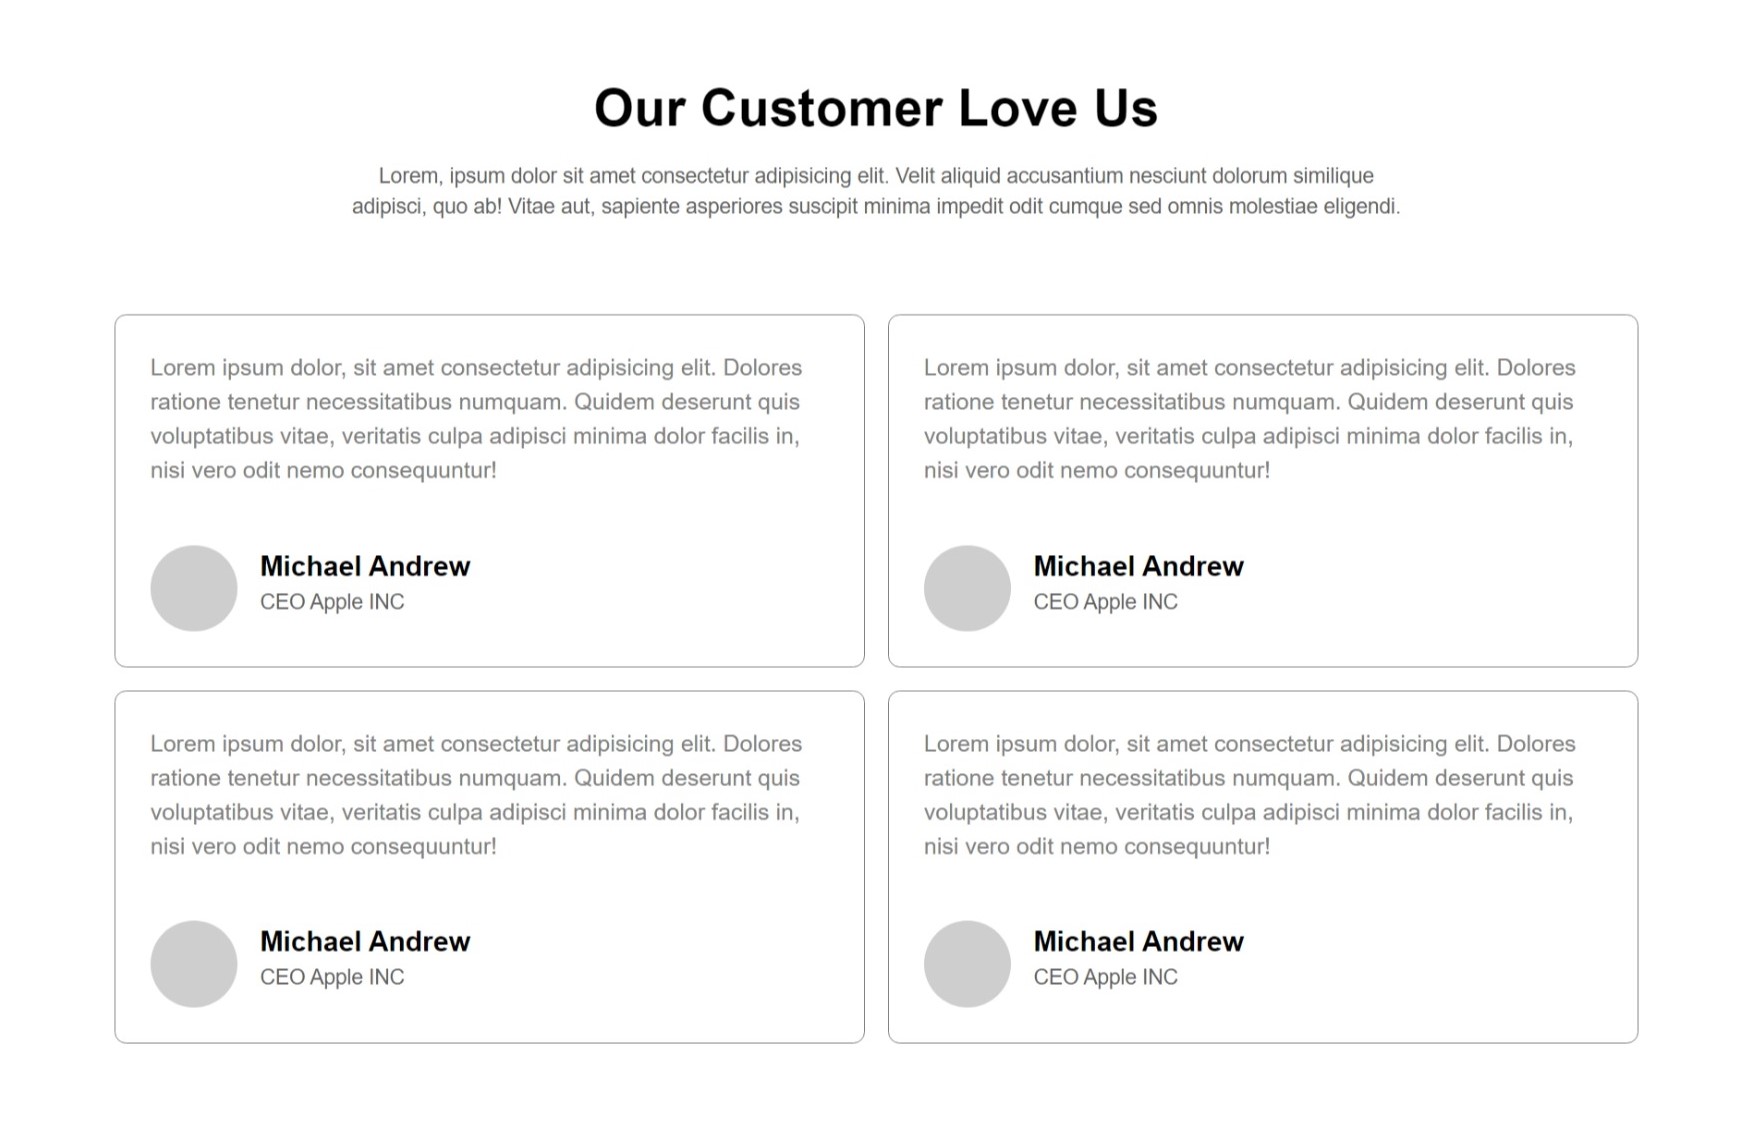 Our Customer Love Us
Lorem, ipsum dolor sit amet consectetur adipisicing elit. Velit aliquid accusantium nesciunt dolorum similique
adipisci, quo ab! Vitae aut, sapiente asperiores suscipit minima impedit odit cumque sed omnis molestiae eligendi.
Lorem ipsum dolor, sit amet consectetur adipisicing elit. Dolores
ratione tenetur necessitatibus numquam. Quidem deserunt quis
voluptatibus vitae, veritatis culpa adipisci minima dolor facilis in,
nisi vero odit nemo consequuntur!
Michael Andrew
CEO Apple INC
Lorem ipsum dolor, sit amet consectetur adipisicing elit. Dolores
ratione tenetur necessitatibus numquam. Quidem deserunt quis
voluptatibus vitae, veritatis culpa adipisci minima dolor facilis in,
nisi vero odit nemo consequuntur!
Michael Andrew
CEO Apple INC
Lorem ipsum dolor, sit amet consectetur adipisicing elit. Dolores
ratione tenetur necessitatibus numquam. Quidem deserunt quis
voluptatibus vitae, veritatis culpa adipisci minima dolor facilis in,
nisi vero odit nemo consequuntur!
Michael Andrew
CEO Apple INC
Lorem ipsum dolor, sit amet consectetur adipisicing elit. Dolores
ratione tenetur necessitatibus numquam. Quidem deserunt quis
voluptatibus vitae, veritatis culpa adipisci minima dolor facilis in,
nisi vero odit nemo consequuntur!
Michael Andrew
CEO Apple INC